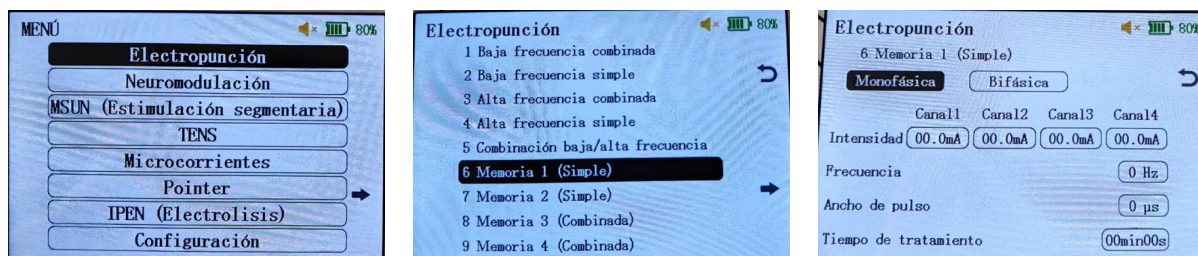 MENÚ
80%
Electropunción
Neuromodulación
MSUN (Estimulación segmentaria)
TENS
Microcorrientes
Pointer
IPEN (Electrolisis)
Configuración
Electropunción
80%
1 Baja frecuencia combinada
2 Baja frecuencia simple
3 Alta frecuencia combinada
4 Alta frecuencia simple
5 Combinación baja/alta frecuencia
6 Memoria 1 (Simple)
7 Memoria 2 (Simple)
8 Memoria 3 (Combinada)
9 Memoria 4 (Combinada)
Electropunción
80%
6 Memoria 1 (Simple)
Monofásica Bifásica
Canal1 Canal2 Canal3 Canal4
Intensidad 00.0mA 00.0mA 00.0mA 00.0mA
Frecuencia 0 Hz
Ancho de pulso 0 μs
Tiempo de tratamiento 00min00s